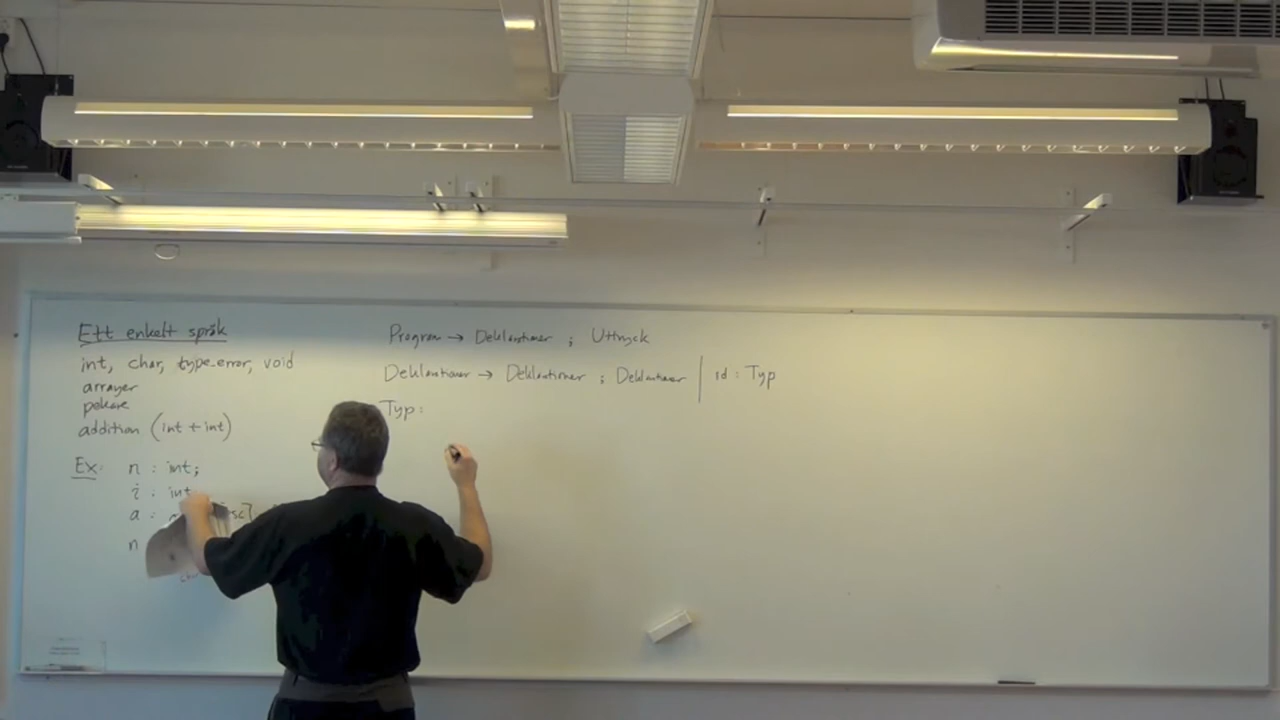 Ett enkelt språk
int, char, type_error, void
arrayer
pekare
addition (int + int)
Ex: n : int;
i : int
a :
n
Program → Deklarationer ; Uttryck
Deklarationer → Deklarationer ; Deklarationer | id : Typ
Typ :